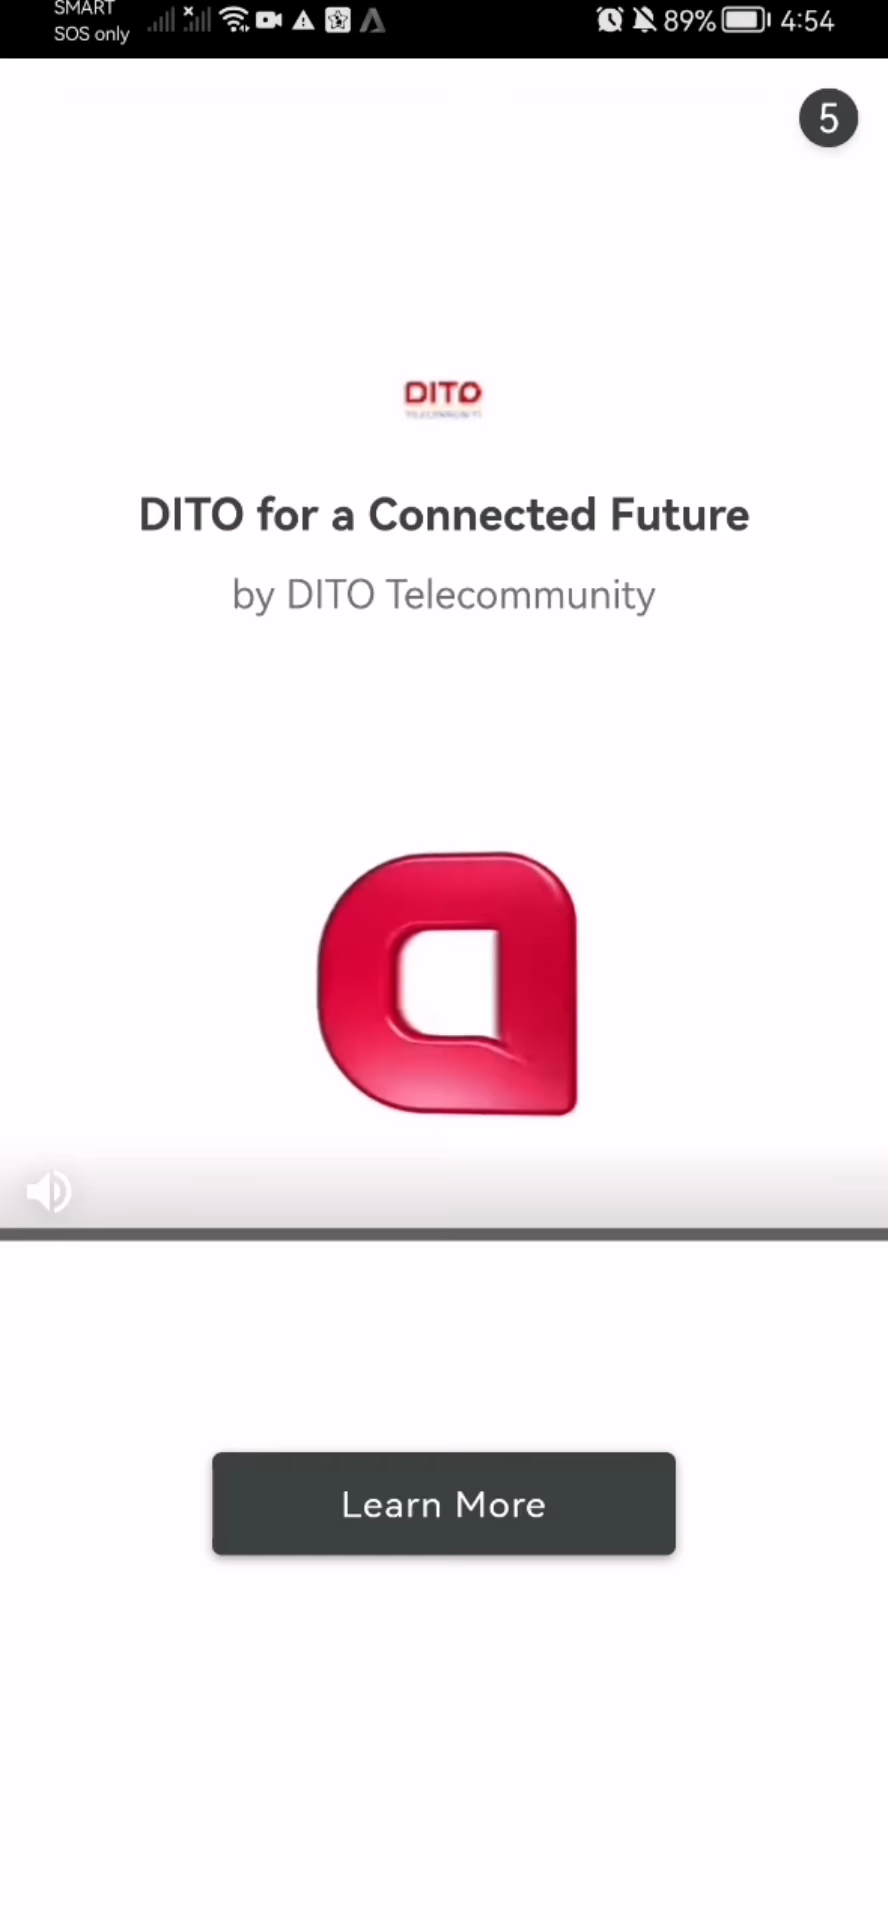 SMART
SOS only
89%
4:54
5
DITO
DITO for a Connected Future
by DITO Telecommunity
Learn More